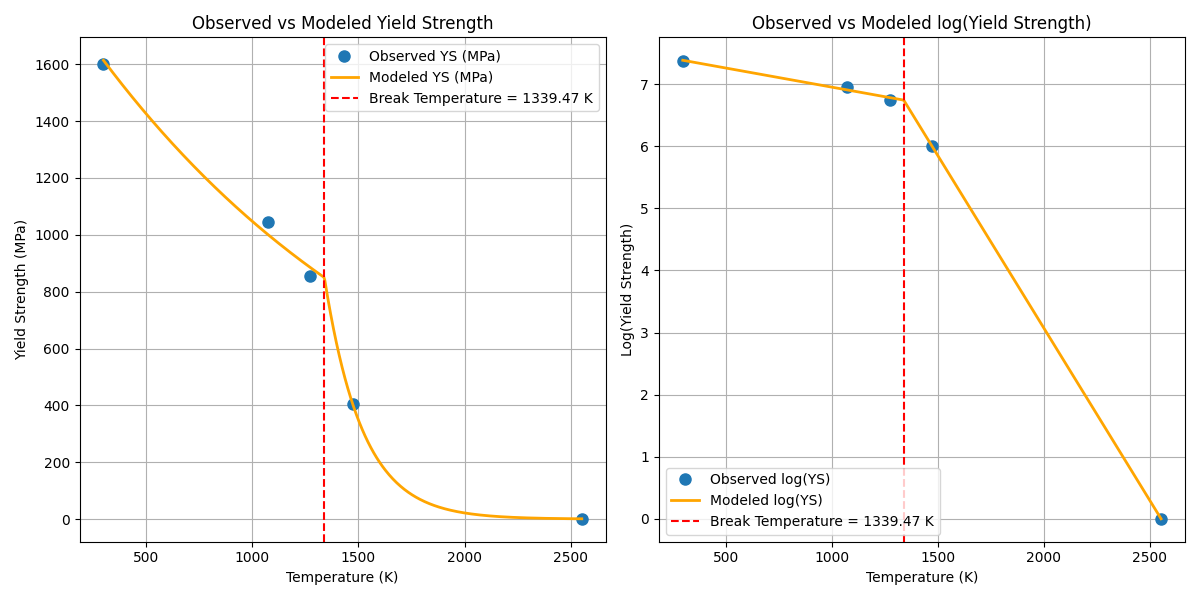 Observed vs Modeled Yield Strength
Observed YS (MPa)
Modeled YS (MPa)
Break Temperature = 1339.47 K
Yield Strength (MPa)
1600
1400
1200
1000
800
600
400
200
0
500
1000
1500
2000
2500
Temperature (K)
Observed vs Modeled log(Yield Strength)
Log(Yield Strength)
7
6
5
4
3
2
1
0
Observed log(YS)
Modeled log(YS)
Break Temperature = 1339.47 K
500
1000
1500
2000
2500
Temperature (K)